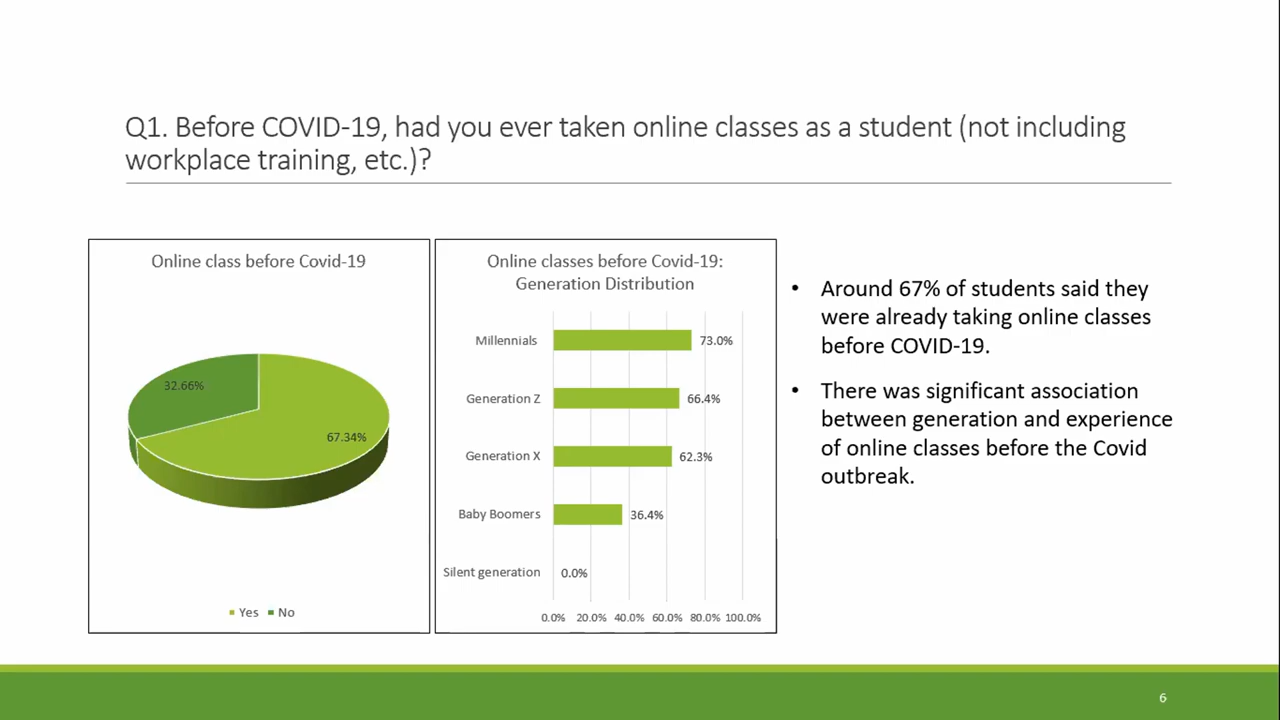 Q1. Before COVID-19, had you ever taken online classes as a student (not including
workplace training, etc.)?
Online class before Covid-19
32.66%
67.34%
Yes No
Online classes before Covid-19:
Generation Distribution
Millennials 73.0%
Generation Z 66.4%
Generation X 62.3%
Baby Boomers 36.4%
Silent generation 0.0%
0.0% 20.0% 40.0% 60.0% 80.0% 100.0%
• Around 67% of students said they
were already taking online classes
before COVID-19.
• There was significant association
between generation and experience
of online classes before the Covid
outbreak.
6